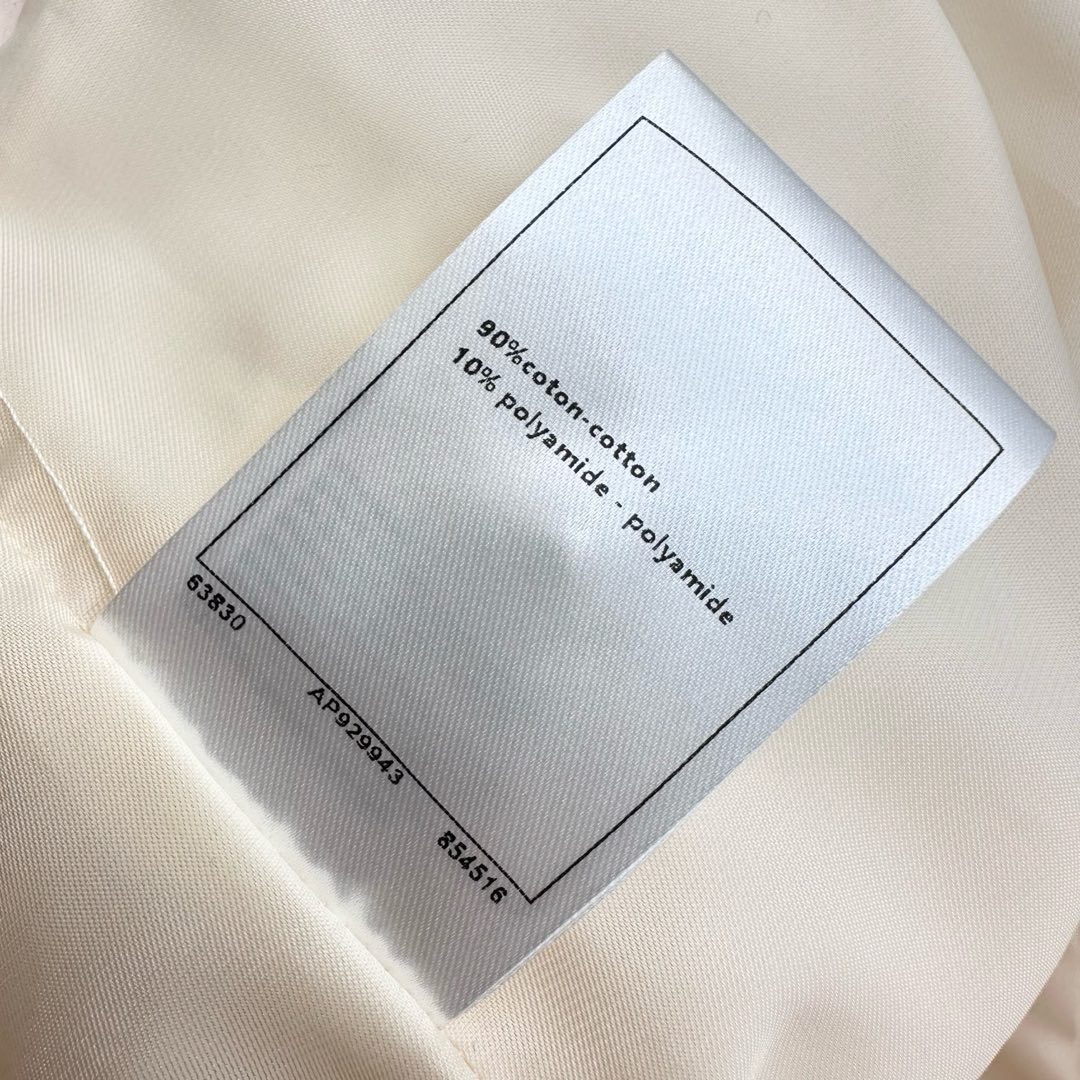 90%coton-cotton
10% polyamide - polyamide
63830
AP929943
854516